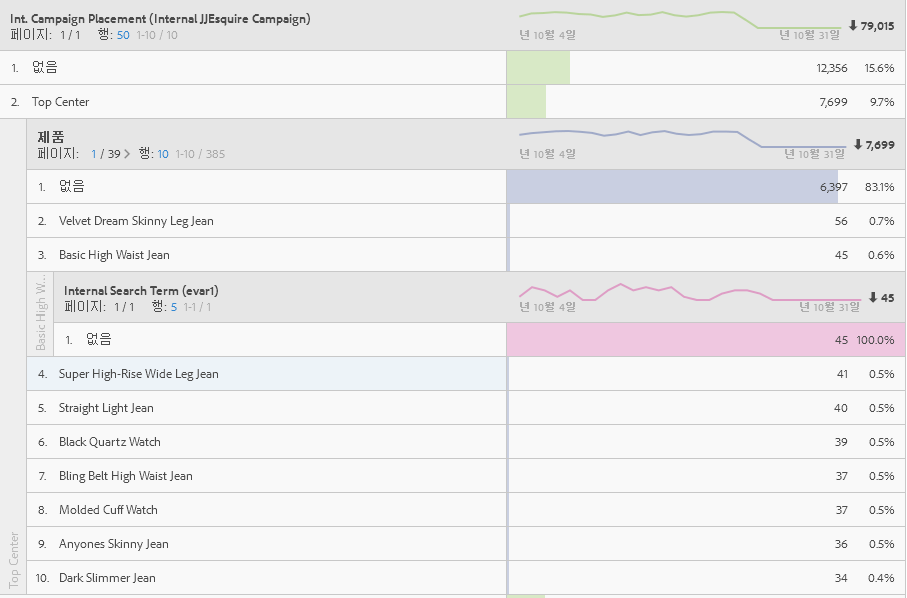 Int. Campaign Placement (Internal JJEsquire Campaign)
페이지: 1 / 1 행: 50 1-10 / 10
년 10월 4일
년 10월 31일
79,015
1. 없음 12,356 15.6%
2. Top Center 7,699 9.7%
제품
페이지: 1 / 39 행: 10 1-10 / 385
년 10월 4일
년 10월 31일
7,699
1. 없음 6,397 83.1%
2. Velvet Dream Skinny Leg Jean 56 0.7%
3. Basic High Waist Jean 45 0.6%
Basic High W...
Internal Search Term (evar1)
페이지: 1 / 1 행: 5 1-1 / 1
년 10월 4일
년 10월 31일
45
1. 없음 45 100.0%
4. Super High-Rise Wide Leg Jean 41 0.5%
5. Straight Light Jean 40 0.5%
6. Black Quartz Watch 39 0.5%
7. Bling Belt High Waist Jean 37 0.5%
8. Molded Cuff Watch 37 0.5%
9. Anyones Skinny Jean 36 0.5%
10. Dark Slimmer Jean 34 0.4%
Top Center